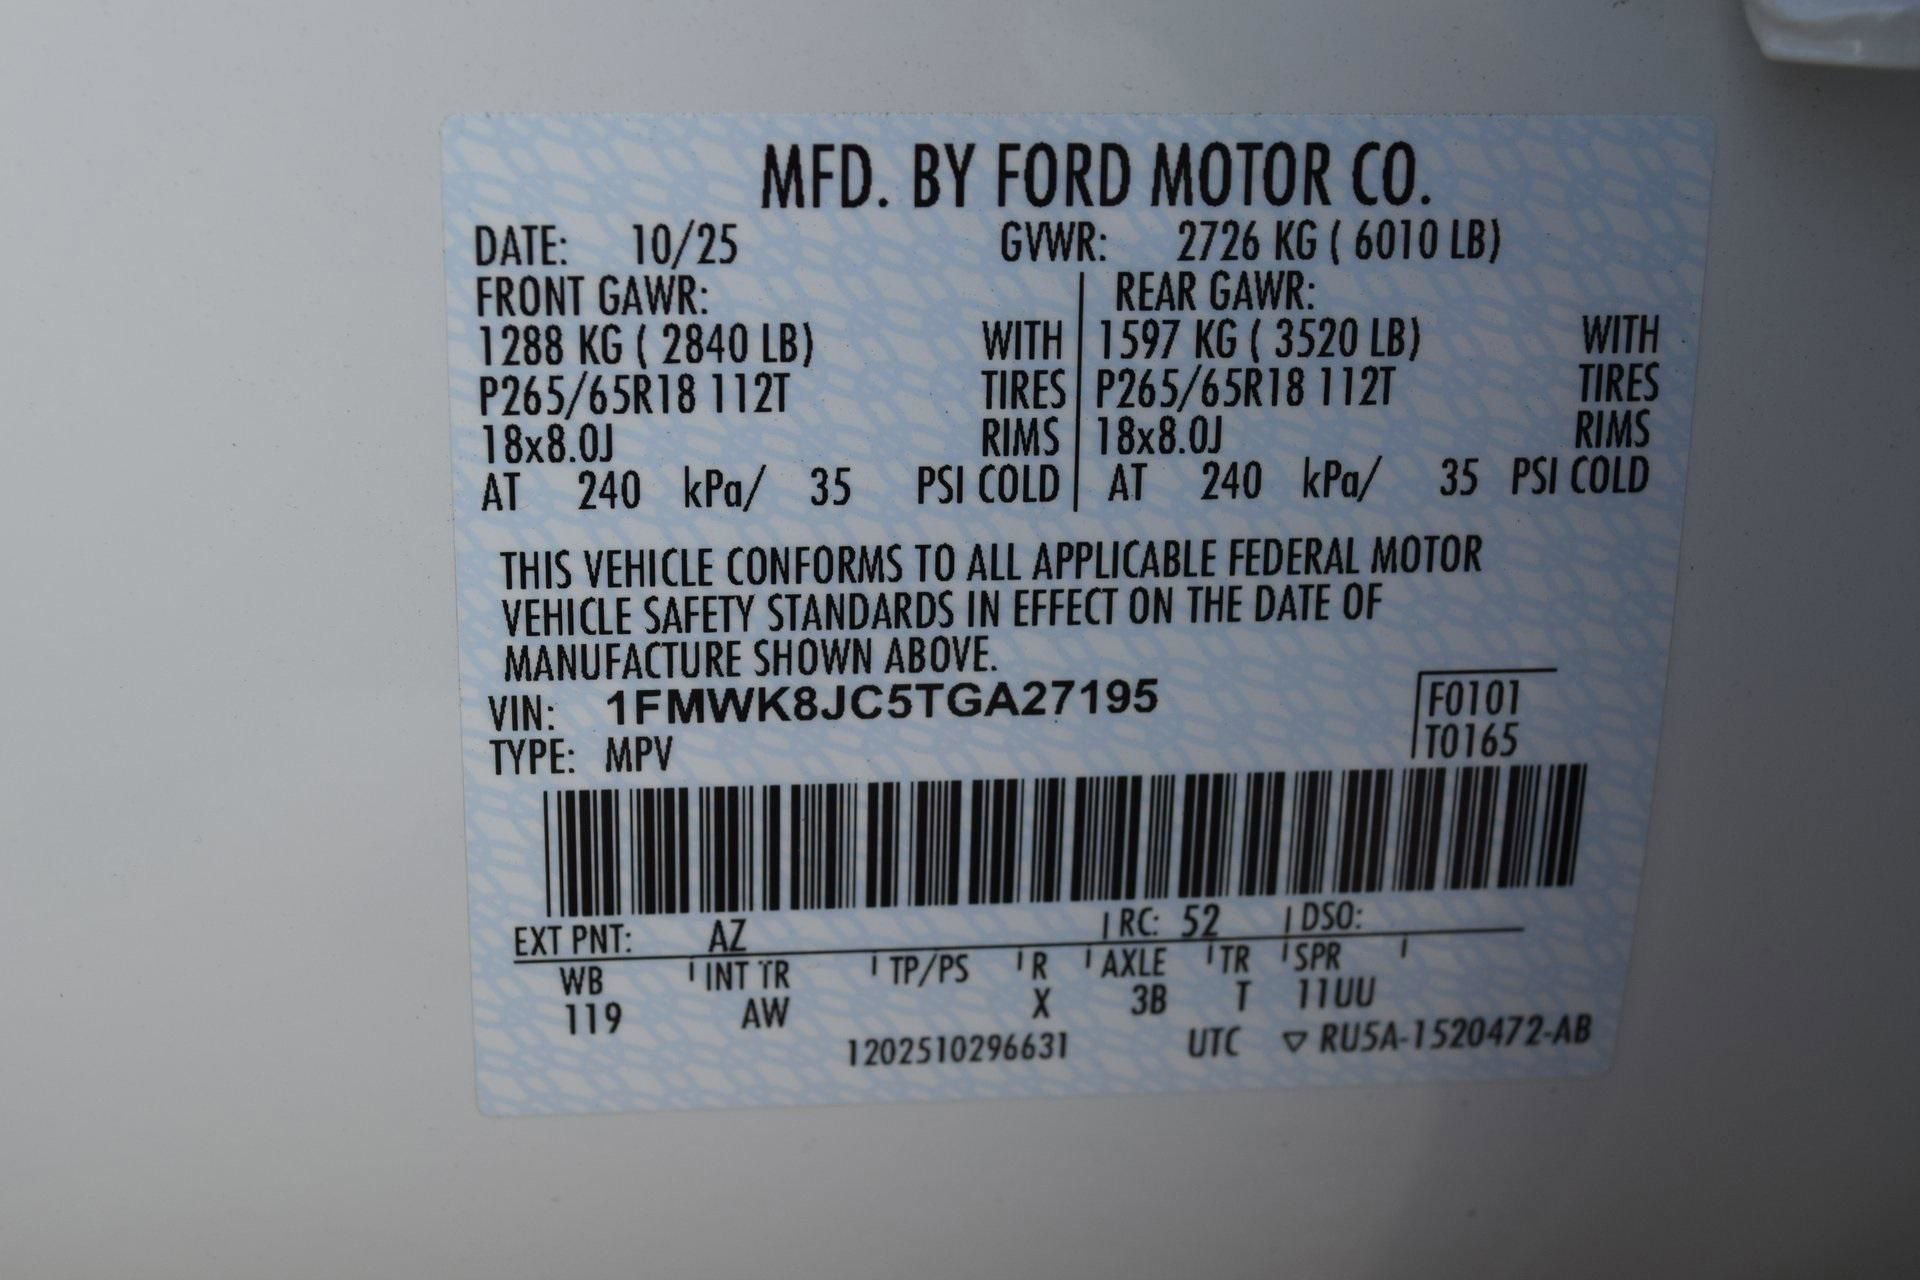 MFD. BY FORD MOTOR CO.
DATE: 10/25 GVWR: 2726 KG ( 6010 LB)
FRONT GAWR: REAR GAWR:
1288 KG ( 2840 LB) WITH 1597 KG ( 3520 LB) WITH
P265/65R18 112T TIRES P265/65R18 112T TIRES
18x8.0J RIMS 18x8.0J RIMS
AT 240 kPa/ 35 PSI COLD AT 240 kPa/ 35 PSI COLD
THIS VEHICLE CONFORMS TO ALL APPLICABLE FEDERAL MOTOR
VEHICLE SAFETY STANDARDS IN EFFECT ON THE DATE OF
MANUFACTURE SHOWN ABOVE.
VIN: 1FMWK8JC5TGA27195 F0101
TYPE: MPV T0165
EXT PNT: AZ RC: 52 DSO:
WB INT TR TP/PS R AXLE TR SPR
119 AW X 3B T 11UU
1202510296631 UTC ▽ RU5A-1520472-AB